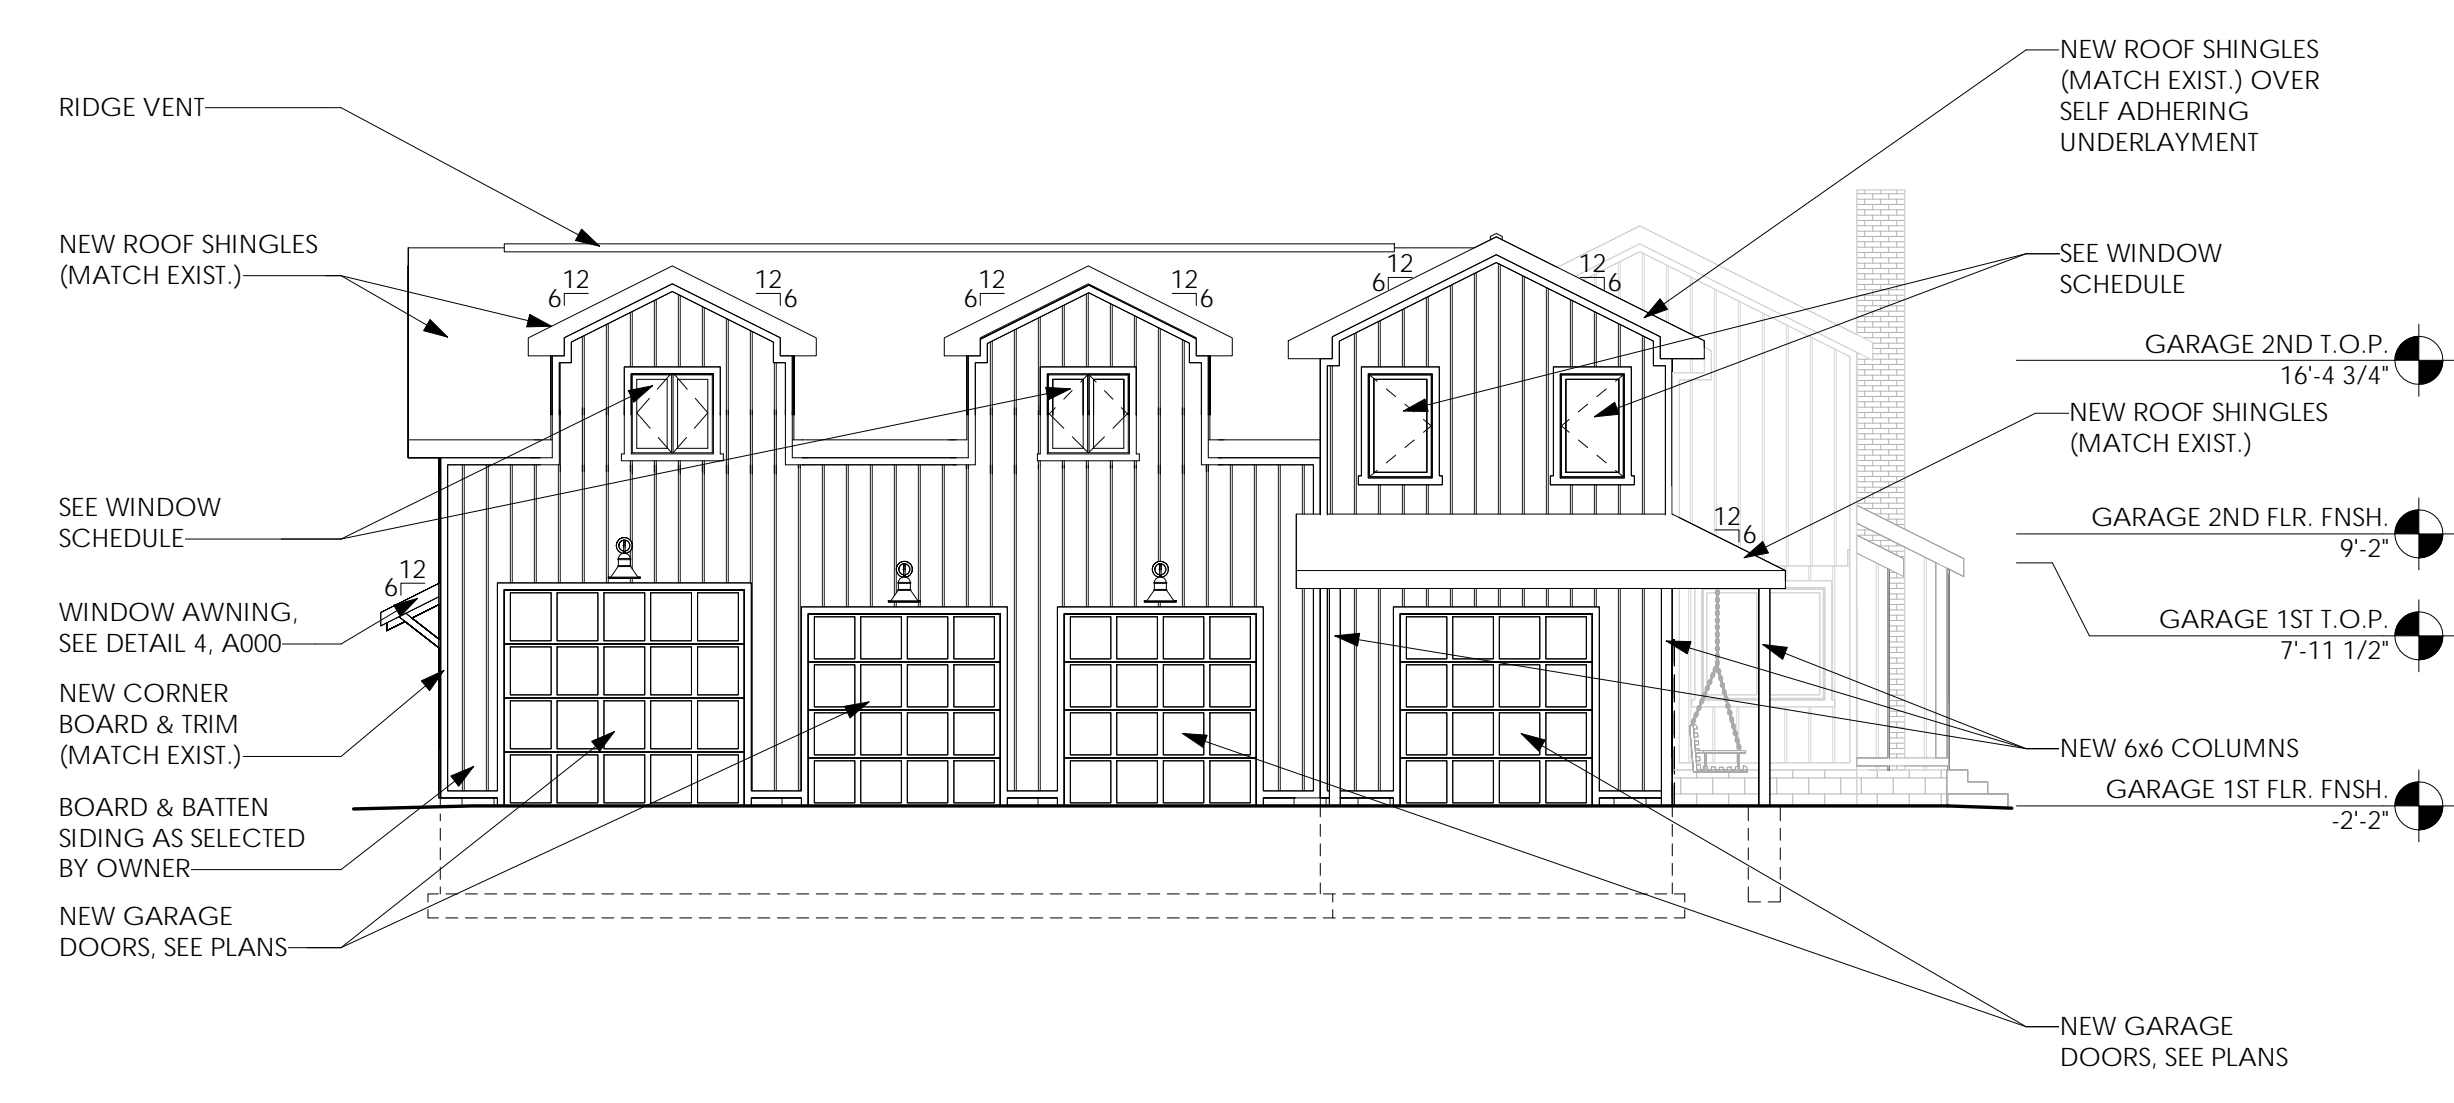 RIDGE VENT
NEW ROOF SHINGLES
(MATCH EXIST.)
SEE WINDOW
SCHEDULE
WINDOW AWNING,
SEE DETAIL 4, A000
NEW CORNER
BOARD & TRIM
(MATCH EXIST.)
BOARD & BATTEN
SIDING AS SELECTED
BY OWNER
NEW GARAGE
DOORS, SEE PLANS
12
6
12
6
12
6
12
6
12
6
12
6
12
6
12
6
NEW ROOF SHINGLES
(MATCH EXIST.) OVER
SELF ADHERING
UNDERLAYMENT
SEE WINDOW
SCHEDULE
GARAGE 2ND T.O.P.
16'-4 3/4"
NEW ROOF SHINGLES
(MATCH EXIST.)
GARAGE 2ND FLR. FNSH.
9'-2"
GARAGE 1ST T.O.P.
7'-11 1/2"
NEW 6x6 COLUMNS
GARAGE 1ST FLR. FNSH.
-2'-2"
NEW GARAGE
DOORS, SEE PLANS